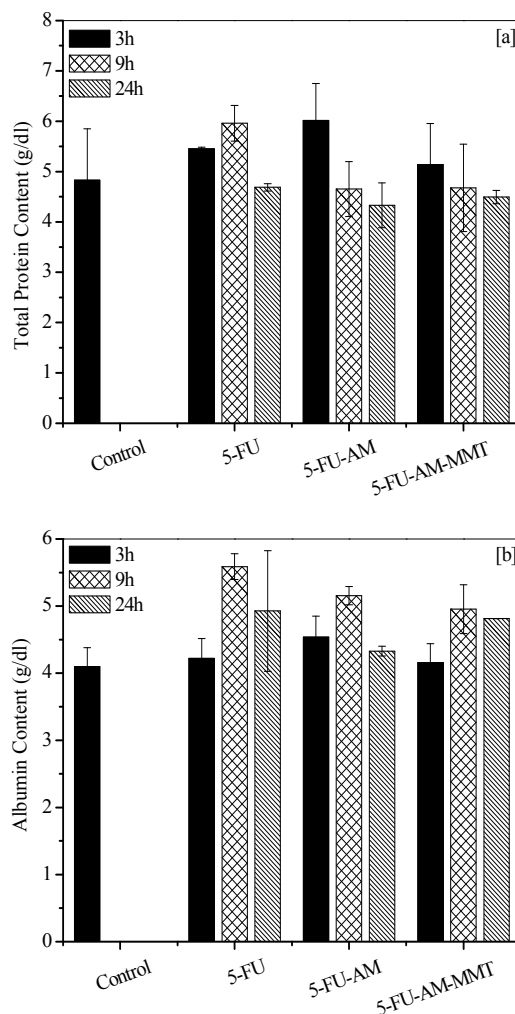 [a]
3h
9h
24h
Total Protein Content (g/dl)
8
7
6
5
4
3
2
1
0
Control
5-FU
5-FU-AM
5-FU-AM-MMT
[b]
3h
9h
24h
Albumin Content (g/dl)
6
5
4
3
2
1
0
Control
5-FU
5-FU-AM
5-FU-AM-MMT